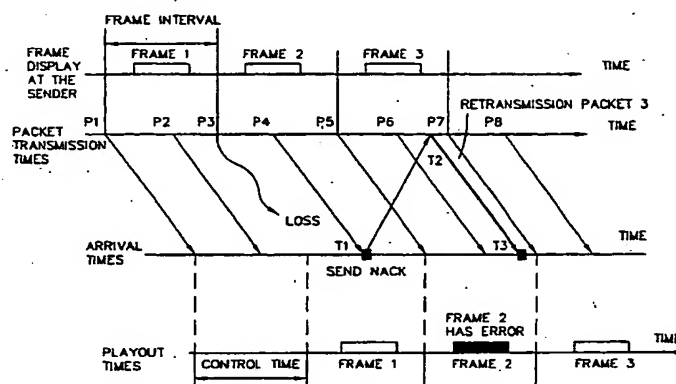 FRAME INTERVAL
FRAME 1
FRAME 2
FRAME 3
FRAME
DISPLAY
AT THE
SENDER
TIME
RETRANSMISSION PACKET 3
P1 P2 P3 P4 P5 P6 P7 P8
TIME
PACKET
TRANSMISSION
TIMES
T2
LOSS
T1
T3
TIME
ARRIVAL
TIMES
SEND NACK
FRAME 2
HAS ERROR
TIME
PLAYOUT
TIMES
CONTROL TIME
FRAME 1
FRAME 2
FRAME 3